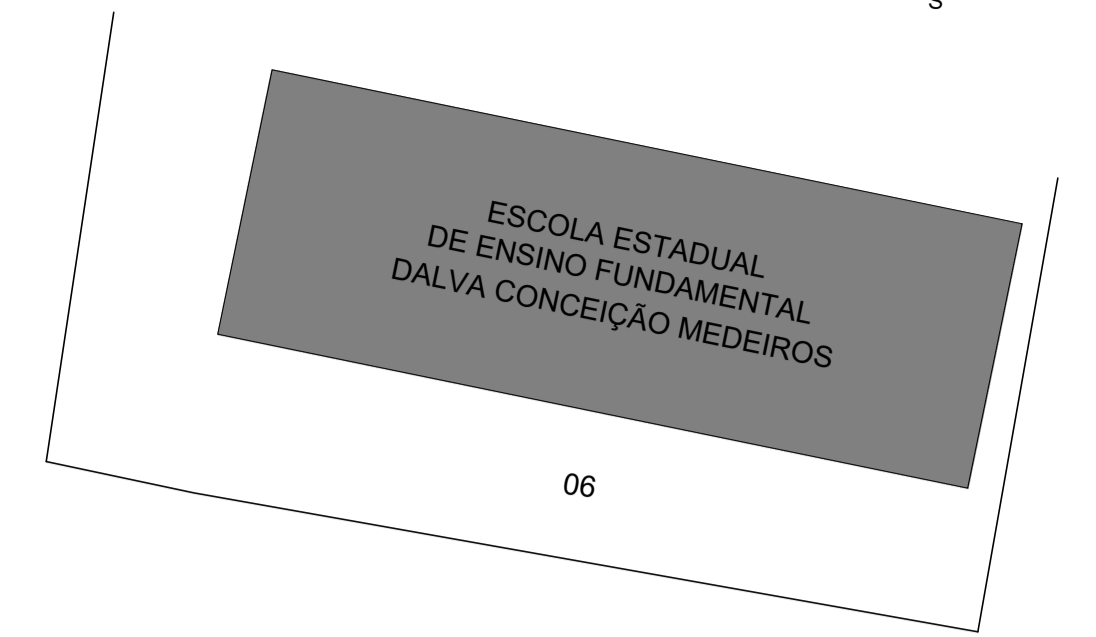 s
ESCOLA ESTADUAL
DE ENSINO FUNDAMENTAL
DALVA CONCEIÇÃO MEDEIROS
06